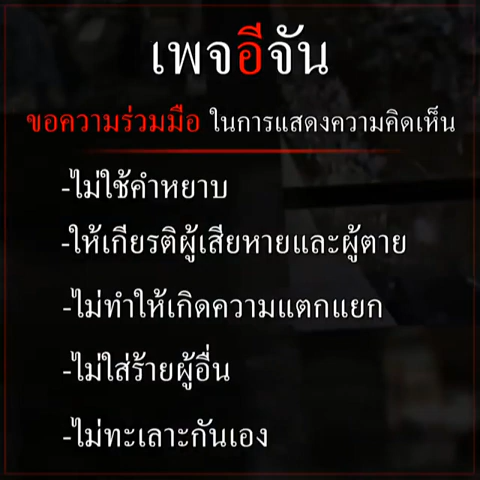 เพจอีจัน
ขอความร่วมมือ ในการแสดงความคิดเห็น
-ไม่ใช้คำหยาบ
-ให้เกียรติผู้เสียหายและผู้ตาย
-ไม่ทำให้เกิดความแตกแยก
-ไม่ใส่ร้ายผู้อื่น
-ไม่ทะเลาะกันเอง